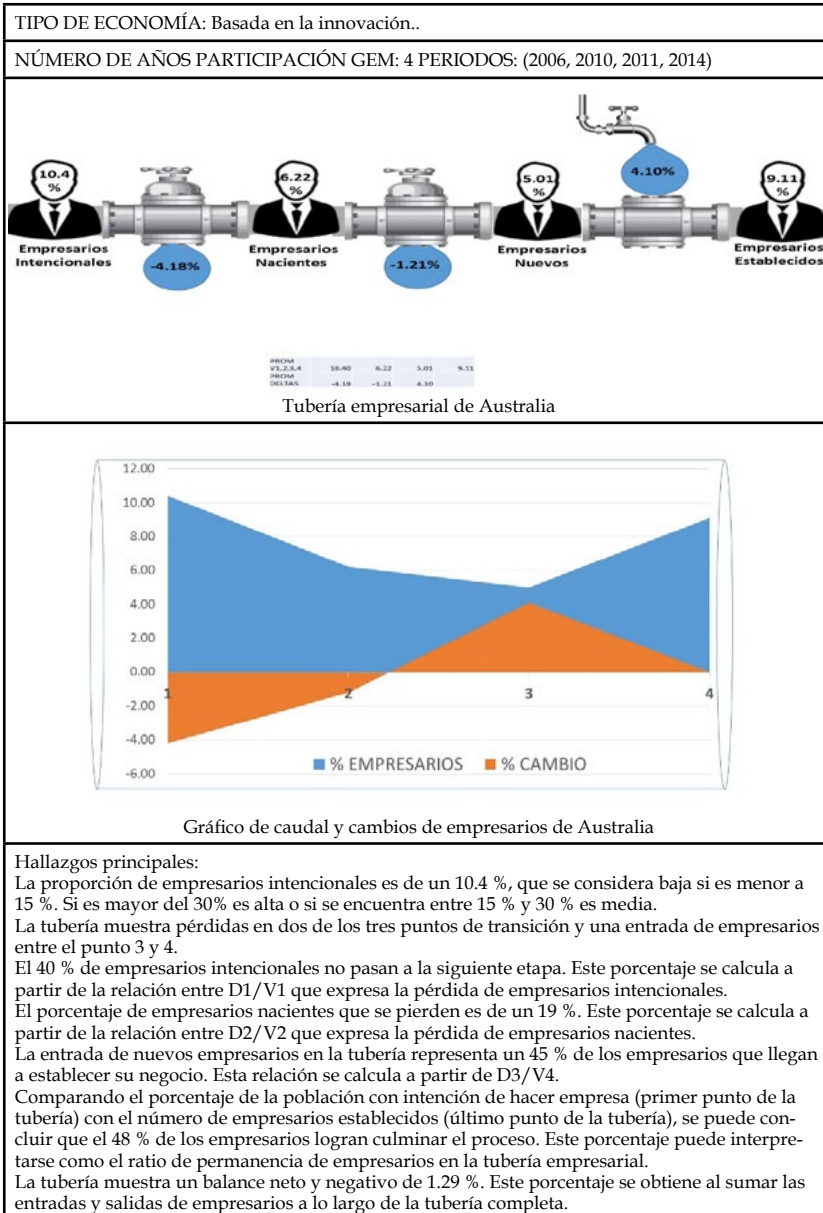 TIPO DE ECONOMÍA: Basada en la innovación..
NÚMERO DE AÑOS PARTICIPACIÓN GEM: 4 PERIODOS: (2006, 2010, 2011, 2014)
10.4
%
6.22
%
5.01
%
4.10%
9.11
%
Empresarios
Intencionales
-4.18%
Empresarios
Nacientes
-1.21%
Empresarios
Nuevos
Empresarios
Establecidos
PROM
V1,2,3,4 10.40 6.22 5.01 9.11
PROM
DELTAS -4.18 -1.21 4.10
Tubería empresarial de Australia
12.00
10.00
8.00
6.00
4.00
2.00
0.00
1 2 3 4
-2.00
-4.00
-6.00
% EMPRESARIOS % CAMBIO
Gráfico de caudal y cambios de empresarios de Australia
Hallazgos principales:
La proporción de empresarios intencionales es de un 10.4 %, que se considera baja si es menor a
15 %. Si es mayor del 30% es alta o si se encuentra entre 15 % y 30 % es media.
La tubería muestra pérdidas en dos de los tres puntos de transición y una entrada de empresarios
entre el punto 3 y 4.
El 40 % de empresarios intencionales no pasan a la siguiente etapa. Este porcentaje se calcula a
partir de la relación entre D1/V1 que expresa la pérdida de empresarios intencionales.
El porcentaje de empresarios nacientes que se pierden es de un 19 %. Este porcentaje se calcula a
partir de la relación entre D2/V2 que expresa la pérdida de empresarios nacientes.
La entrada de nuevos empresarios en la tubería representa un 45 % de los empresarios que llegan
a establecer su negocio. Esta relación se calcula a partir de D3/V4.
Comparando el porcentaje de la población con intención de hacer empresa (primer punto de la
tubería) con el número de empresarios establecidos (último punto de la tubería), se puede con-
cluir que el 48 % de los empresarios logran culminar el proceso. Este porcentaje puede interpre-
tarse como el ratio de permanencia de empresarios en la tubería empresarial.
La tubería muestra un balance neto y negativo de 1.29 %. Este porcentaje se obtiene al sumar las
entradas y salidas de empresarios a lo largo de la tubería completa.